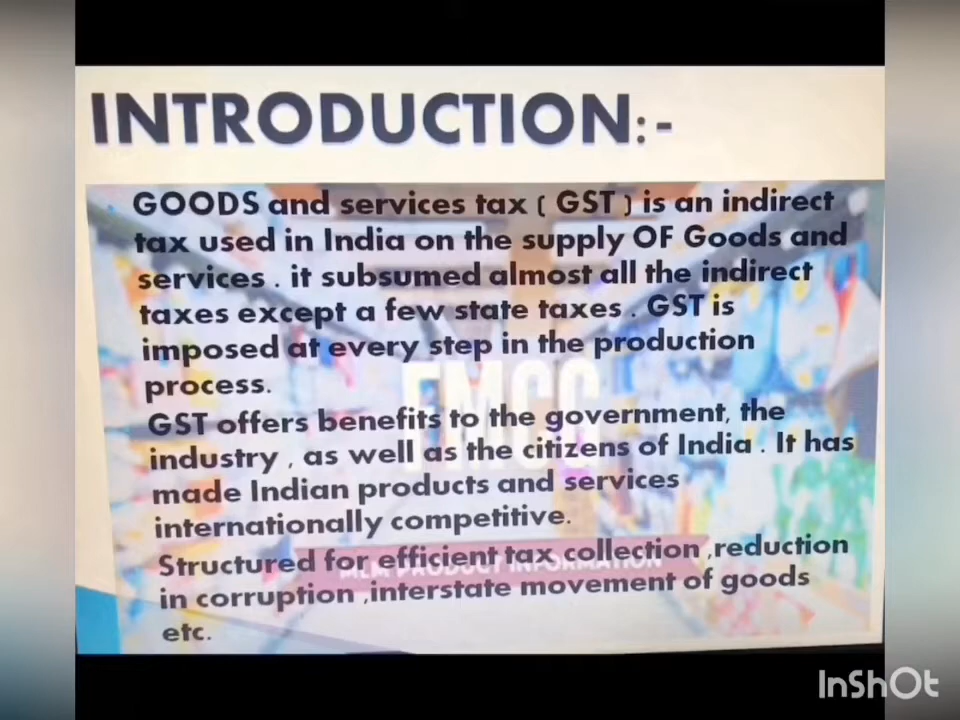 INTRODUCTION:-
GOODS and services tax ( GST ) is an indirect
tax used in India on the supply OF Goods and
services . it subsumed almost all the indirect
taxes except a few state taxes . GST is
imposed at every step in the production
process.
GST offers benefits to the government, the
industry , as well as the citizens of India . It has
made Indian products and services
internationally competitive.
Structured for efficient tax collection ,reduction
in corruption ,interstate movement of goods
etc.
FMCG
MLM PRODUCT INFORMATION
InShOt